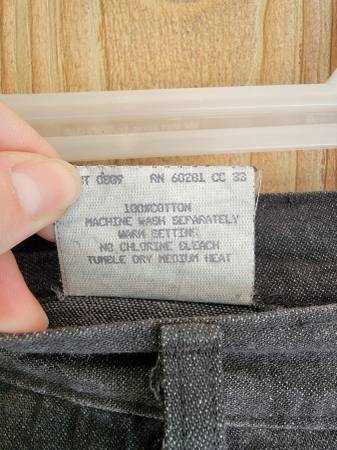 T 0809 RN 60281 CC 33
100%COTTON
MACHINE WASH SEPARATELY
WARM SETTING
NO CHLORINE BLEACH
TUMBLE DRY MEDIUM HEAT